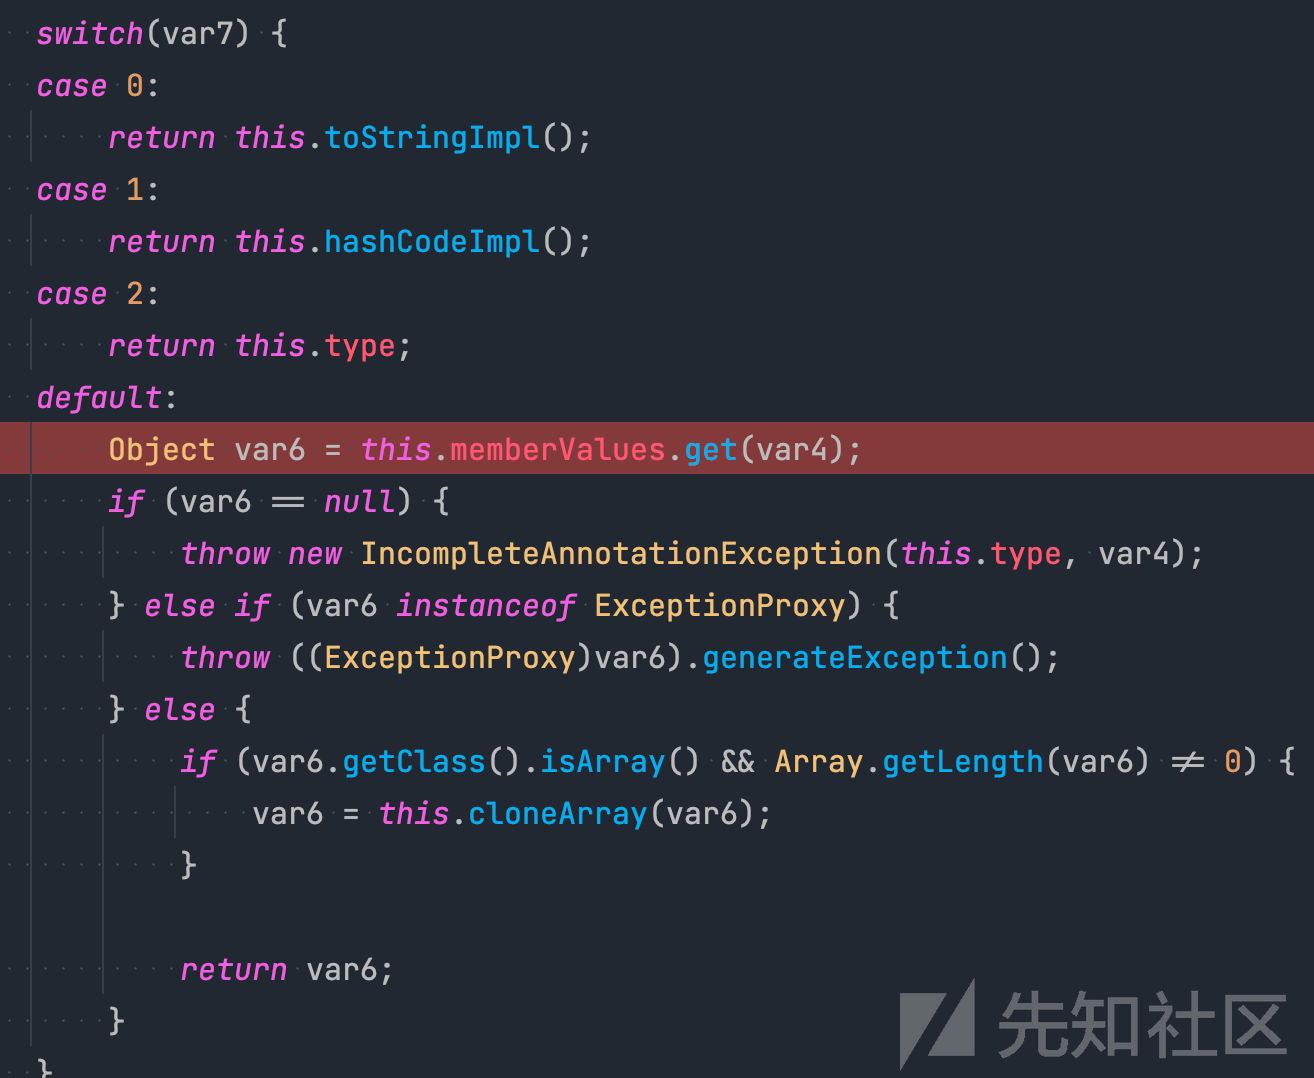 switch(var7) {
case 0:
return this.toStringImpl();
case 1:
return this.hashCodeImpl();
case 2:
return this.type;
default:
Object var6 = this.memberValues.get(var4);
if (var6 == null) {
throw new IncompleteAnnotationException(this.type, var4);
} else if (var6 instanceof ExceptionProxy) {
throw ((ExceptionProxy)var6).generateException();
} else {
if (var6.getClass().isArray() && Array.getLength(var6) != 0) {
var6 = this.cloneArray(var6);
}
return var6;
}
}
先知社区